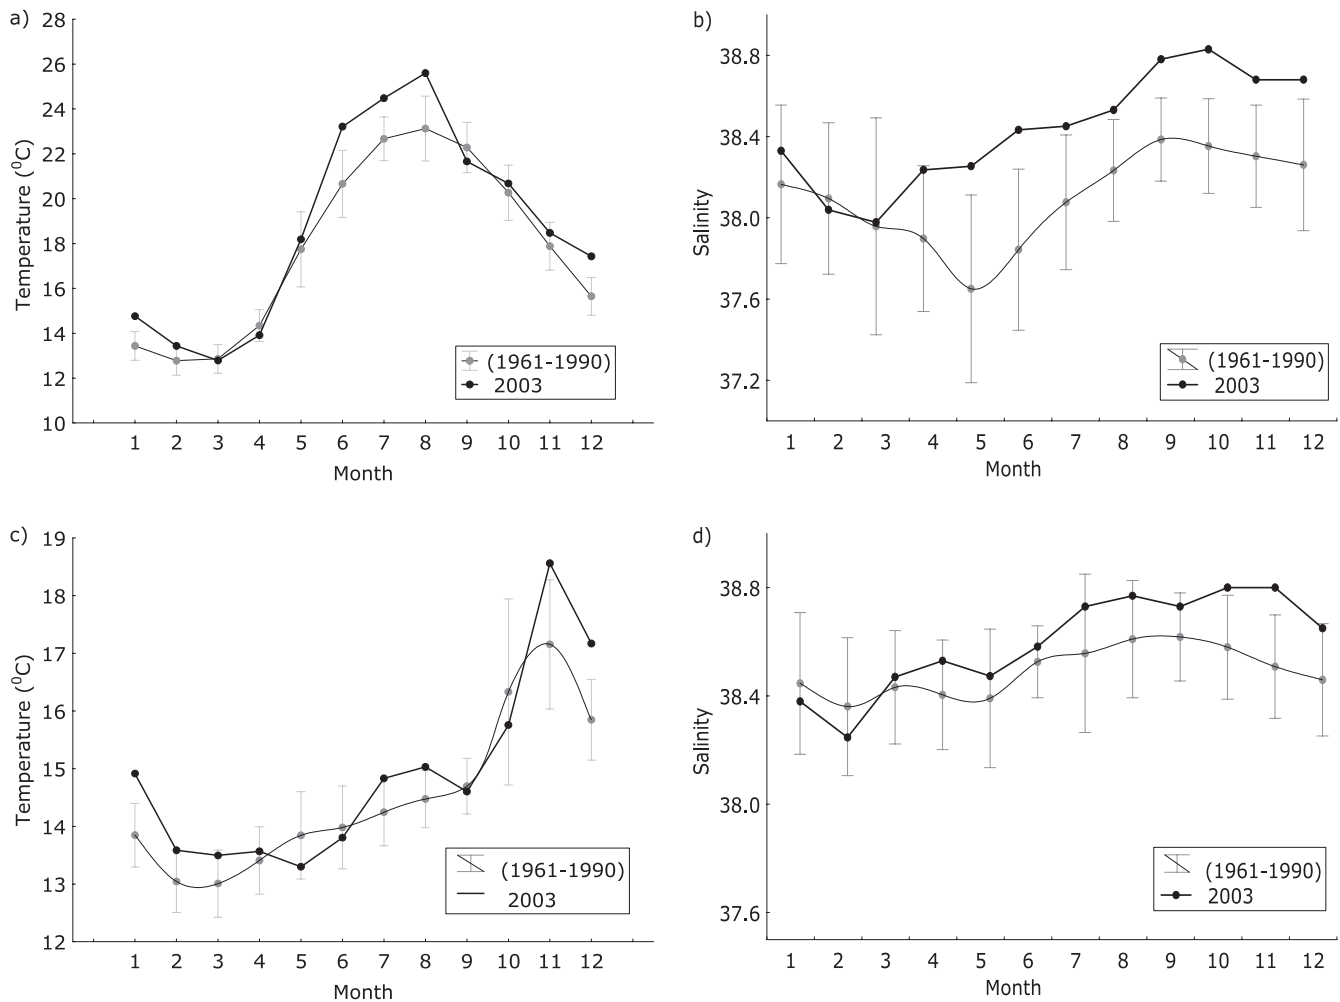 a)
28
26
24
22
20
18
16
14
12
10
Temperature (⁰C)
1 2 3 4 5 6 7 8 9 10 11 12
Month
(1961-1990)
2003
b)
38.8
38.4
38.0
37.6
37.2
Salinity
1 2 3 4 5 6 7 8 9 10 11 12
Month
(1961-1990)
2003
c)
19
18
17
16
15
14
13
12
Temperature (⁰C)
1 2 3 4 5 6 7 8 9 10 11 12
Month
(1961-1990)
2003
d)
38.8
38.4
38.0
37.6
Salinity
1 2 3 4 5 6 7 8 9 10 11 12
Month
(1961-1990)
2003